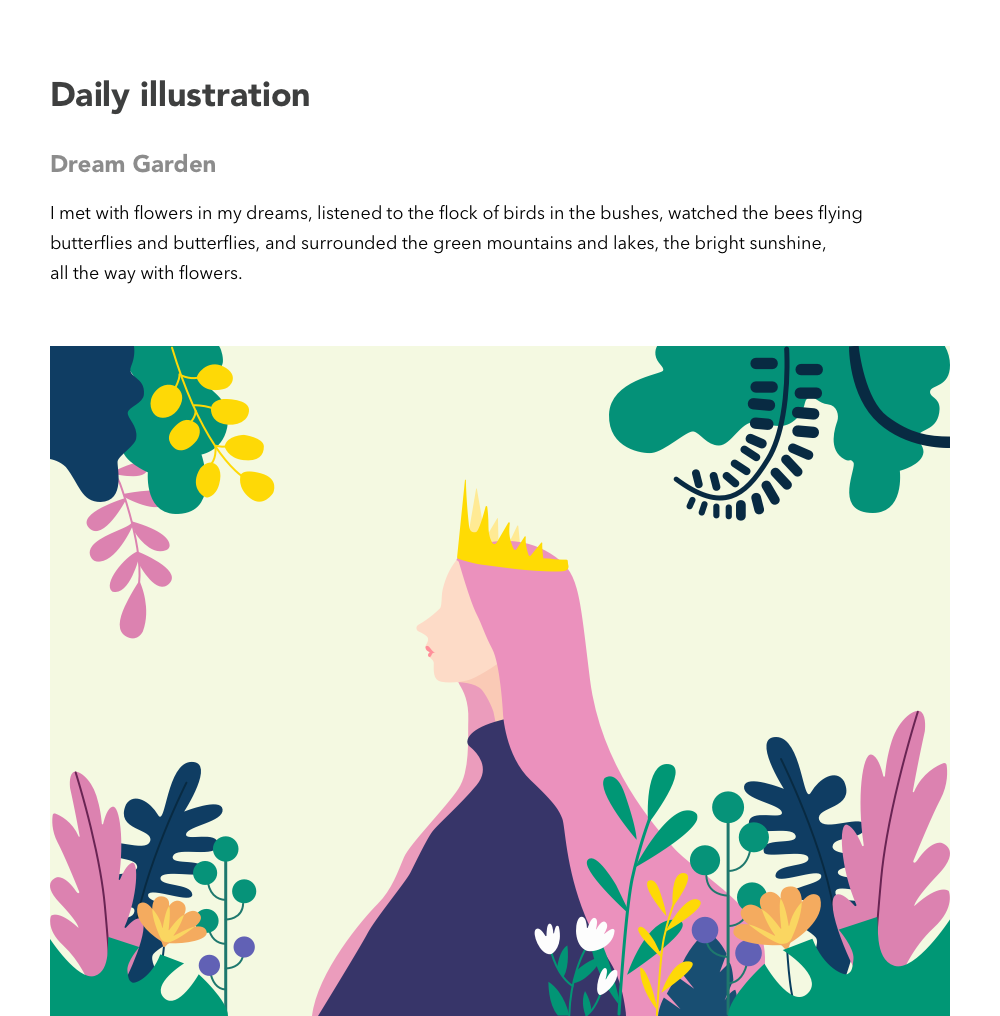 Daily illustration
Dream Garden
I met with flowers in my dreams, listened to the flock of birds in the bushes, watched the bees flying
butterflies and butterflies, and surrounded the green mountains and lakes, the bright sunshine,
all the way with flowers.